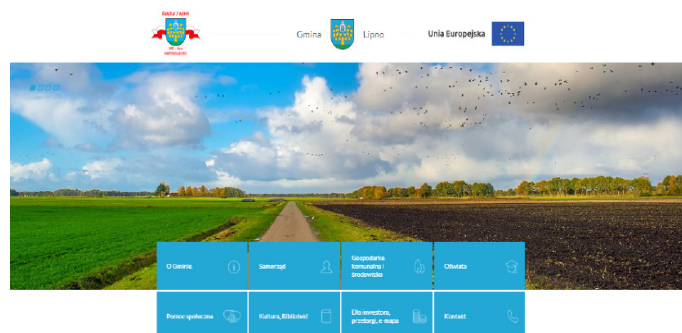 Gmina Lipno
Unia Europejska
O Gminie
Samorząd
Gospodarka
komunalna i
środowisko
Oświata
Pomoc społeczna
Kultura, Biblioteki
Dla inwestora,
przetargi, e-mapa
Kontakt